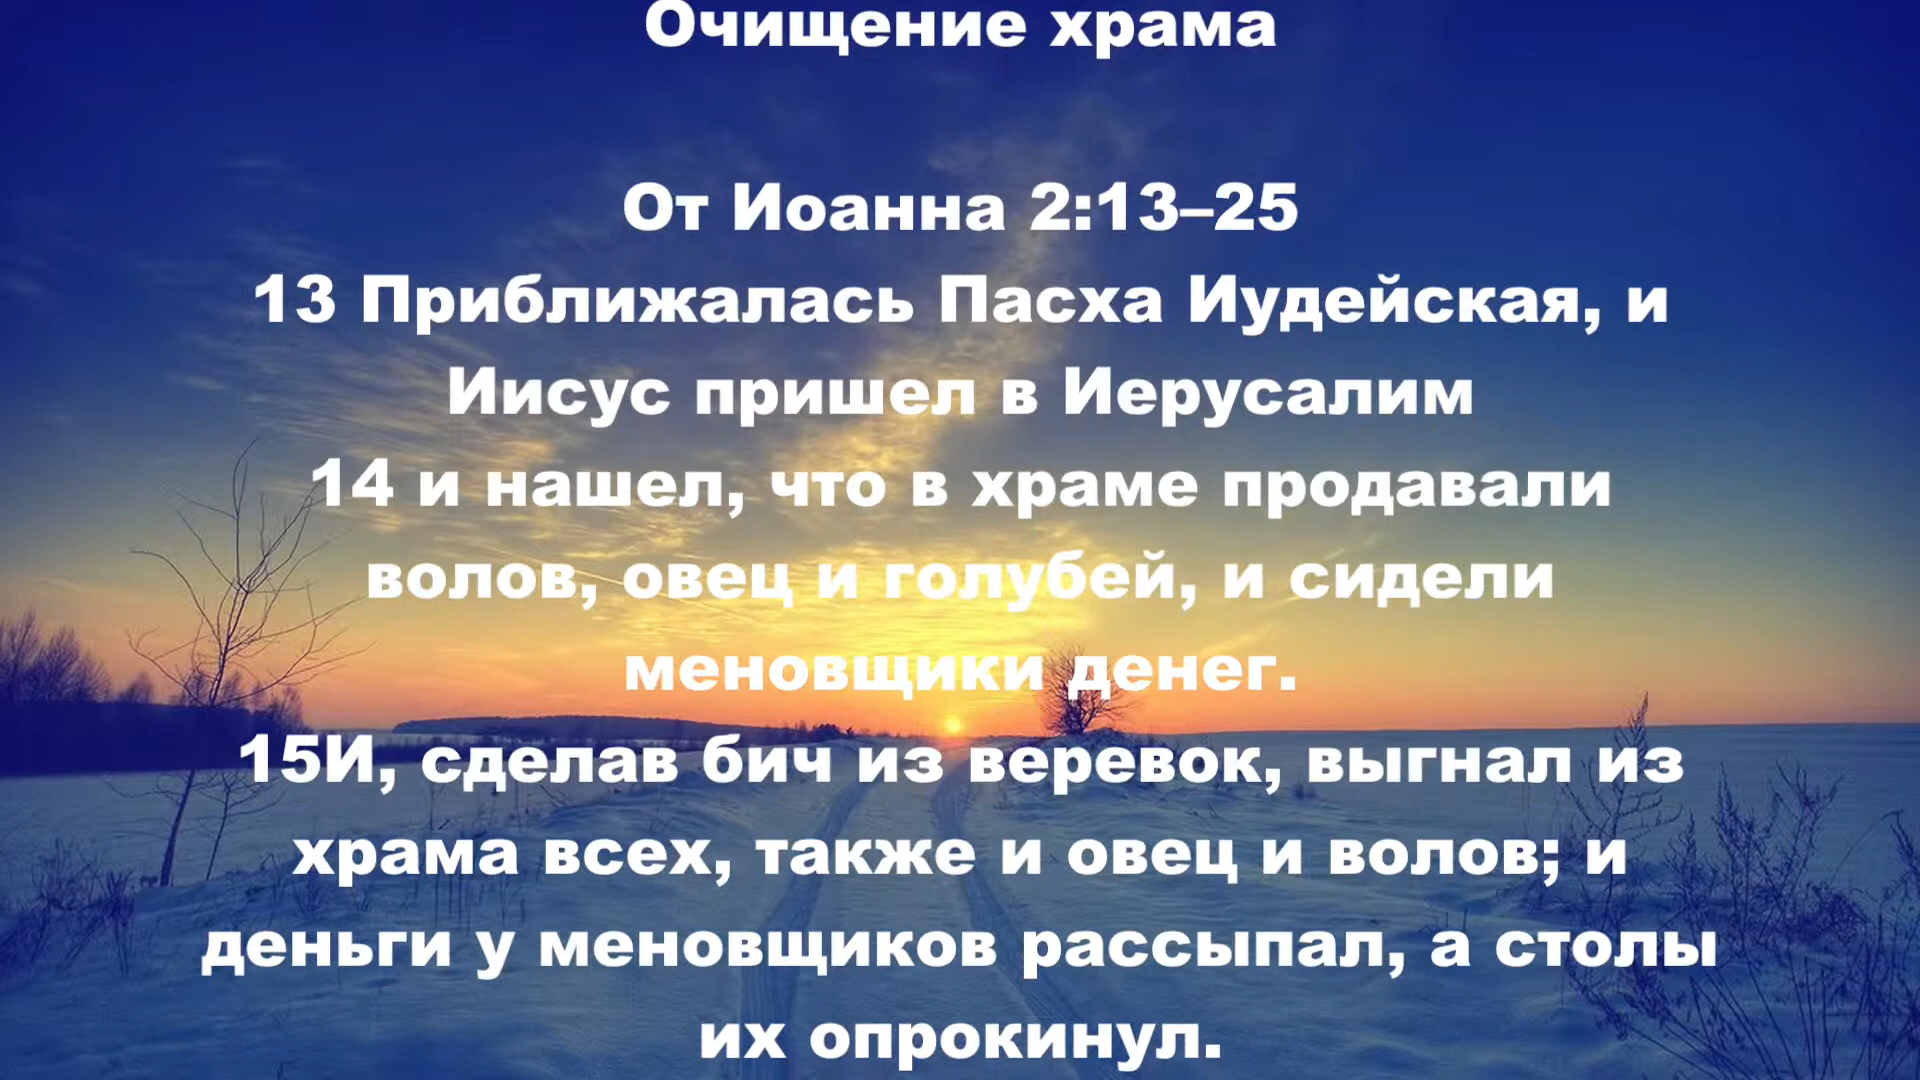 Очищение храма
От Иоанна 2:13–25
13 Приближалась Пасха Иудейская, и
Иисус пришел в Иерусалим
14 и нашел, что в храме продавали
волов, овец и голубей, и сидели
меновщики денег.
15И, сделав бич из веревок, выгнал из
храма всех, также и овец и волов; и
деньги у меновщиков рассыпал, а столы
их опрокинул.